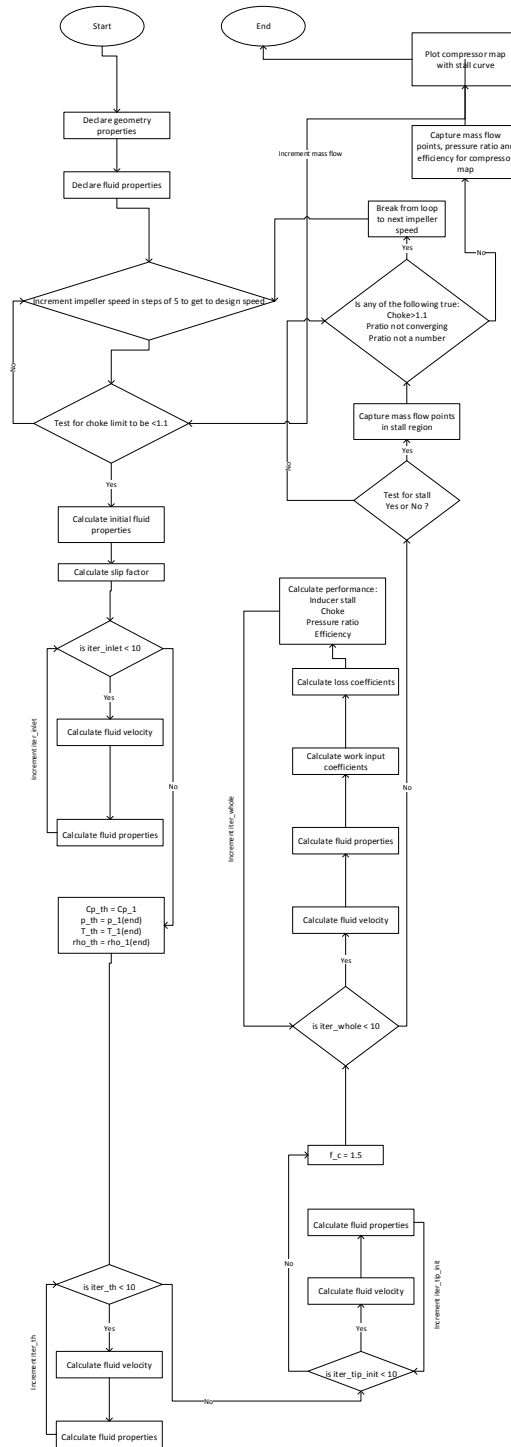 Start
End
Plot compressor map
with stall curve
Declare geometry
properties
Increment mass flow
Capture mass flow
points, pressure ratio and
efficiency for compressor
map
Declare fluid properties
Break from loop
to next impeller
speed
Yes
No
Increment impeller speed in steps of 5 to get to design speed
Is any of the following true:
Choke>1.1
Pratio not converging
Pratio not a number
No
Test for choke limit to be <1.1
Capture mass flow points
in stall region
Yes
No
Yes
Test for stall
Yes or No ?
Calculate initial fluid
properties
Calculate slip factor
Calculate performance:
Inducer stall
Choke
Pressure ratio
Efficiency
is iter_inlet < 10
Calculate loss coefficients
Yes
Increment iter_inlet
Calculate fluid velocity
Calculate work input
coefficients
No
No
Increment iter_whole
Calculate fluid properties
Calculate fluid properties
Cp_th = Cp_1
p_th = p_1(end)
T_th = T_1(end)
rho_th = rho_1(end)
Calculate fluid velocity
Yes
is iter_whole < 10
f_c = 1.5
Calculate fluid properties
No
is iter_th < 10
Calculate fluid velocity
Increment iter_tip_init
Yes
Yes
Increment iter_th
Calculate fluid velocity
is iter_tip_init < 10
No
Calculate fluid properties